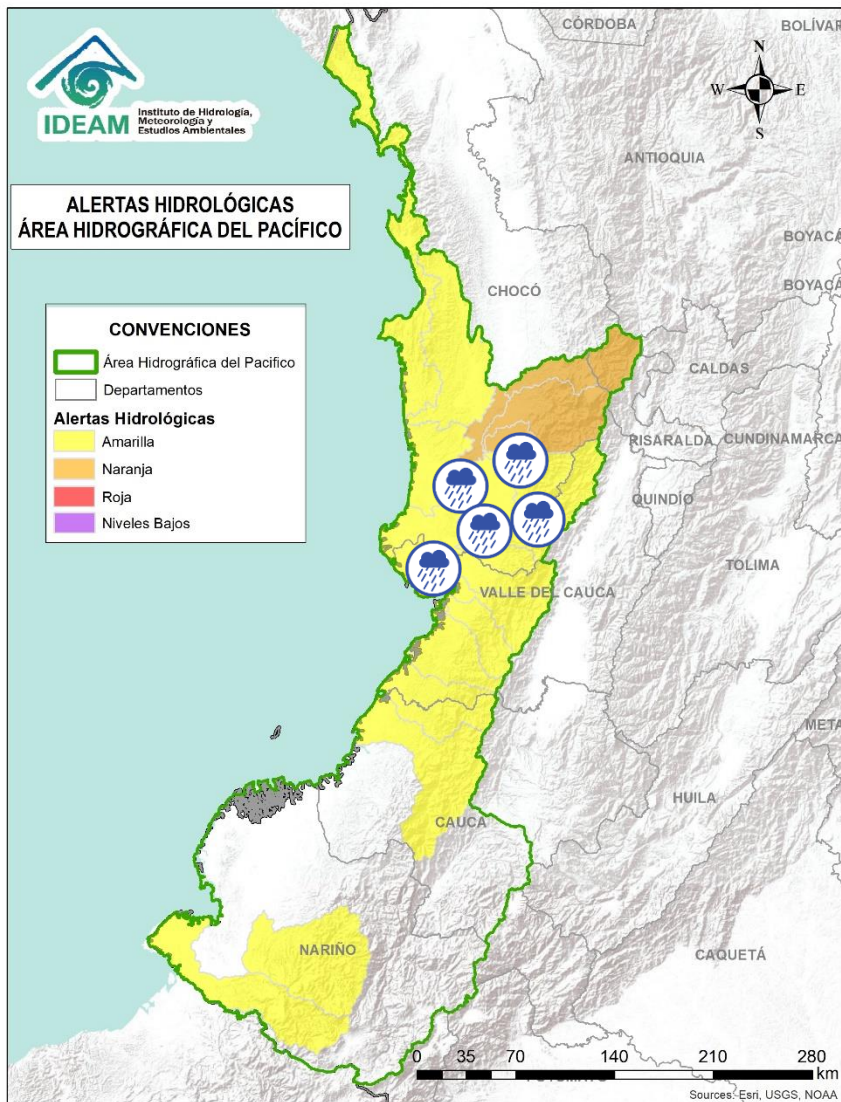 CÓRDOBA
BOLÍVAR
IDEAM
Instituto de Hidrología,
Meteorología y
Estudios Ambientales
N
W
E
S
ANTIOQUIA
ALERTAS HIDROLÓGICAS
ÁREA HIDROGRÁFICA DEL PACÍFICO
BOYACÁ
BOYACÁ
CHOCÓ
CONVENCIONES
Área Hidrográfica del Pacifico
Departamentos
Alertas Hidrológicas
Amarilla
Naranja
Roja
Niveles Bajos
CALDAS
RISARALDA
CUNDINAMARCA
QUINDÍO
TOLIMA
VALLE DEL CAUCA
META
HUILA
CAUCA
NARIÑO
CAQUETÁ
0 35 70 140 210 280
km
Sources: Esri, USGS, NOAA